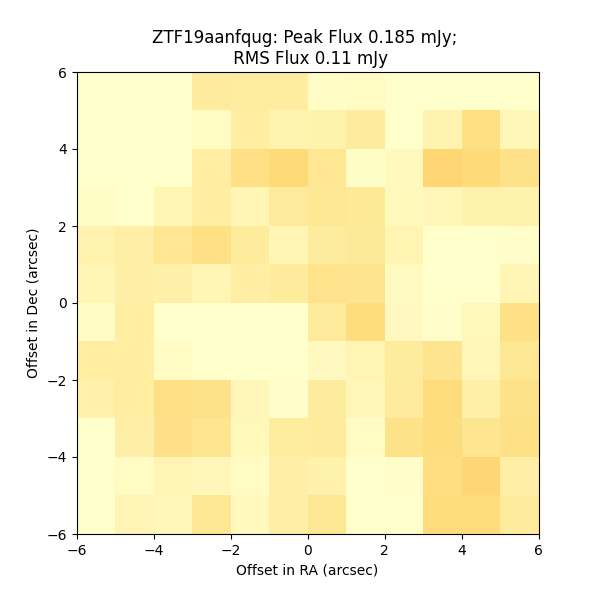 ZTF19aanfqug: Peak Flux 0.185 mJy;
RMS Flux 0.11 mJy
6
4
2
0
−2
−4
−6
Offset in Dec (arcsec)
−6 −4 −2 0 2 4 6
Offset in RA (arcsec)